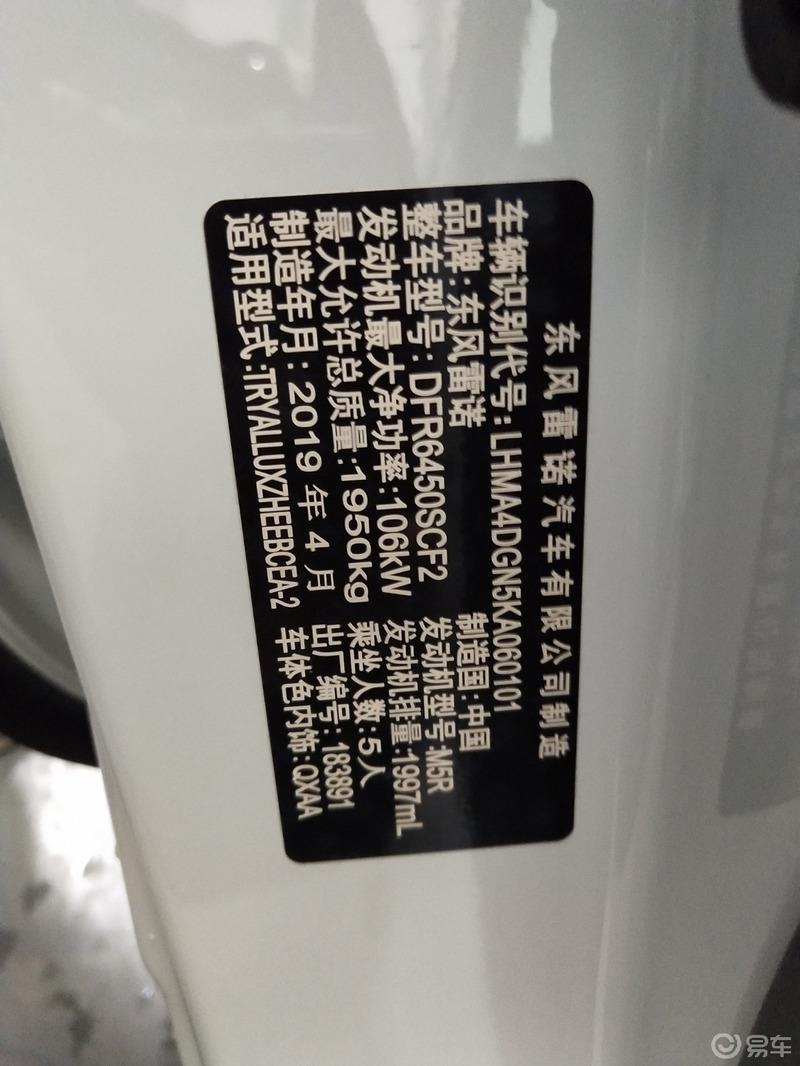 东风雷诺汽车有限公司制造
车辆识别代号:LHMA4DGN5KA060101
品牌:东风雷诺 制造国:中国
整车型号:DFR6450SCF2 发动机型号:M5R
发动机最大净功率:106kW 发动机排量:1997mL
最大允许总质量:1950kg 乘坐人数:5人
制造年月:2019年4月 出厂编号:183891
适用型式:TRYALLUXZHEEBCEA-2 车体色内饰:QXAA
易车